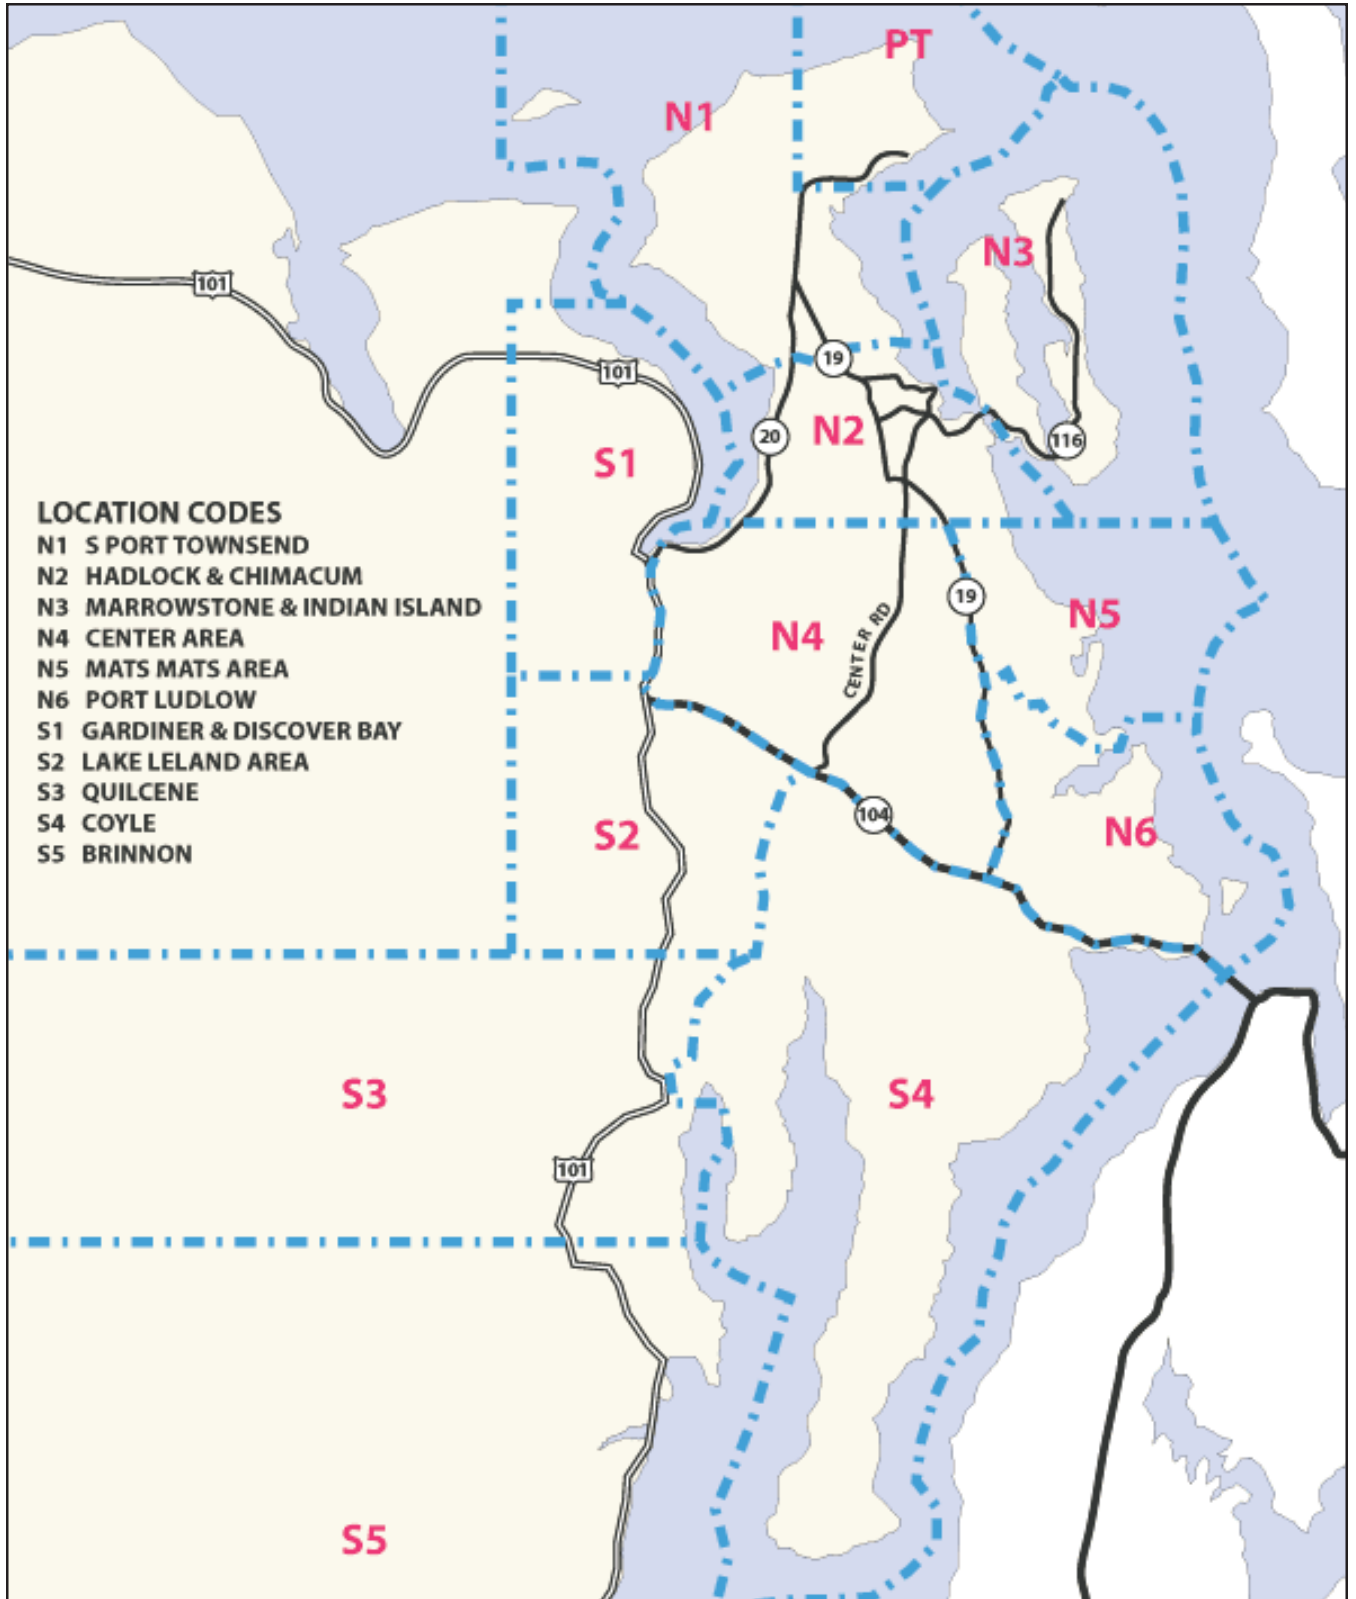 PT
N1
N3
101
101
19
N2
20
116
S1
LOCATION CODES
N1 S PORT TOWNSEND
N2 HADLOCK & CHIMACUM
N3 MARROWSTONE & INDIAN ISLAND
N4 CENTER AREA
N5 MATS MATS AREA
N6 PORT LUDLOW
S1 GARDINER & DISCOVER BAY
S2 LAKE LELAND AREA
S3 QUILCENE
S4 COYLE
S5 BRINNON
19
N5
N4
CENTER RD
104
S2
N6
S3
S4
101
S5